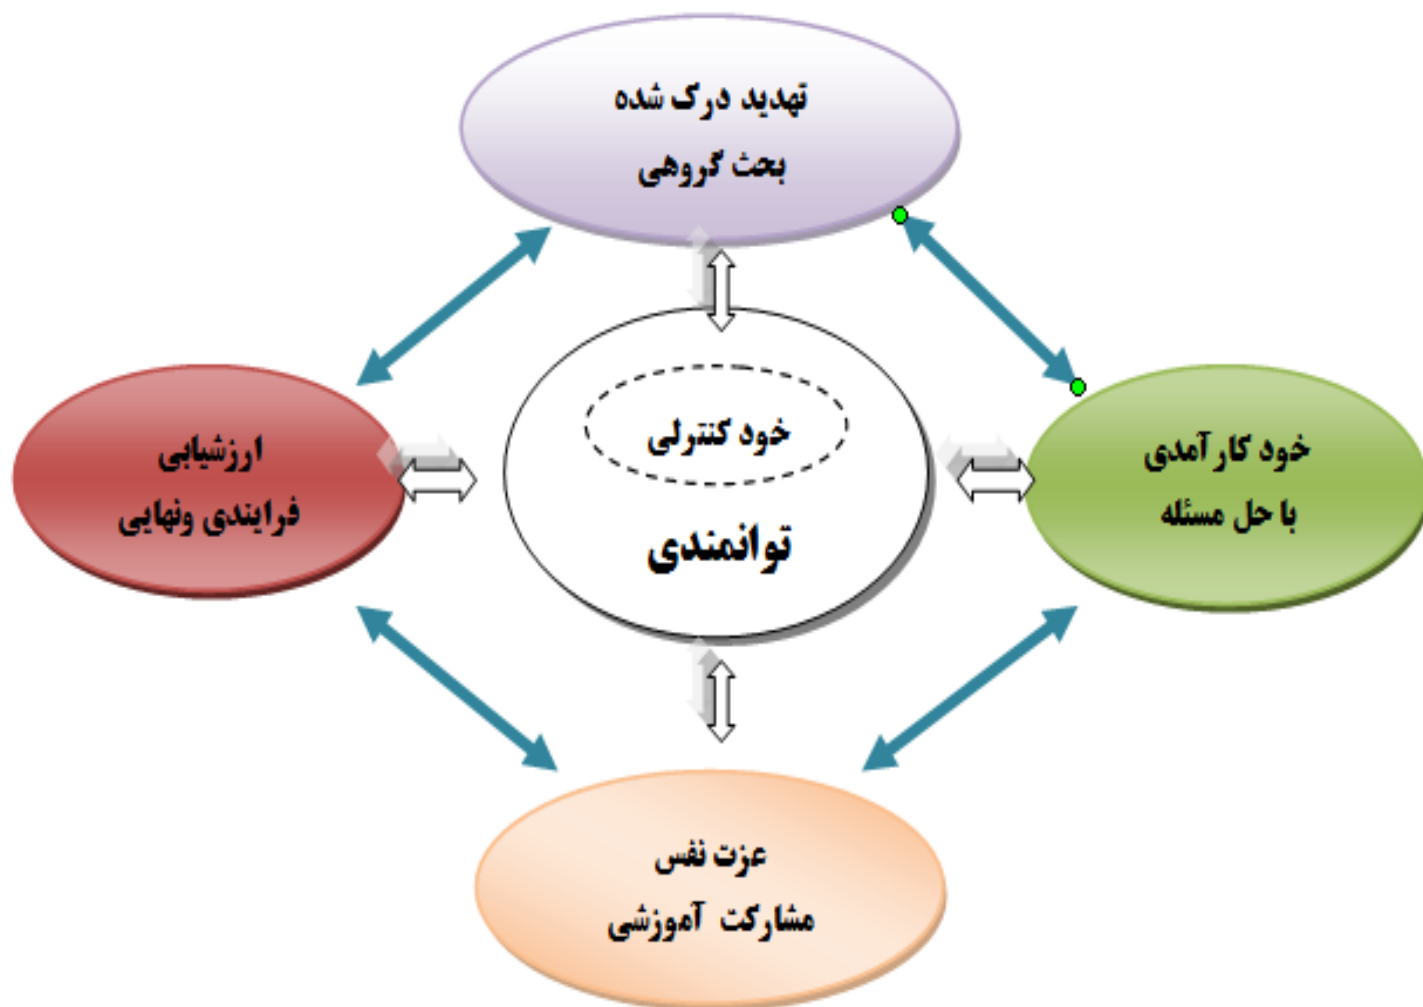 تهدید درک شده
بحث گروهی
خود کارآمدی
با حل مسئله
خود کنترلی
توانمندی
ارزشیابی
فرایندی ونهایی
عزت نفس
مشارکت آموزشی